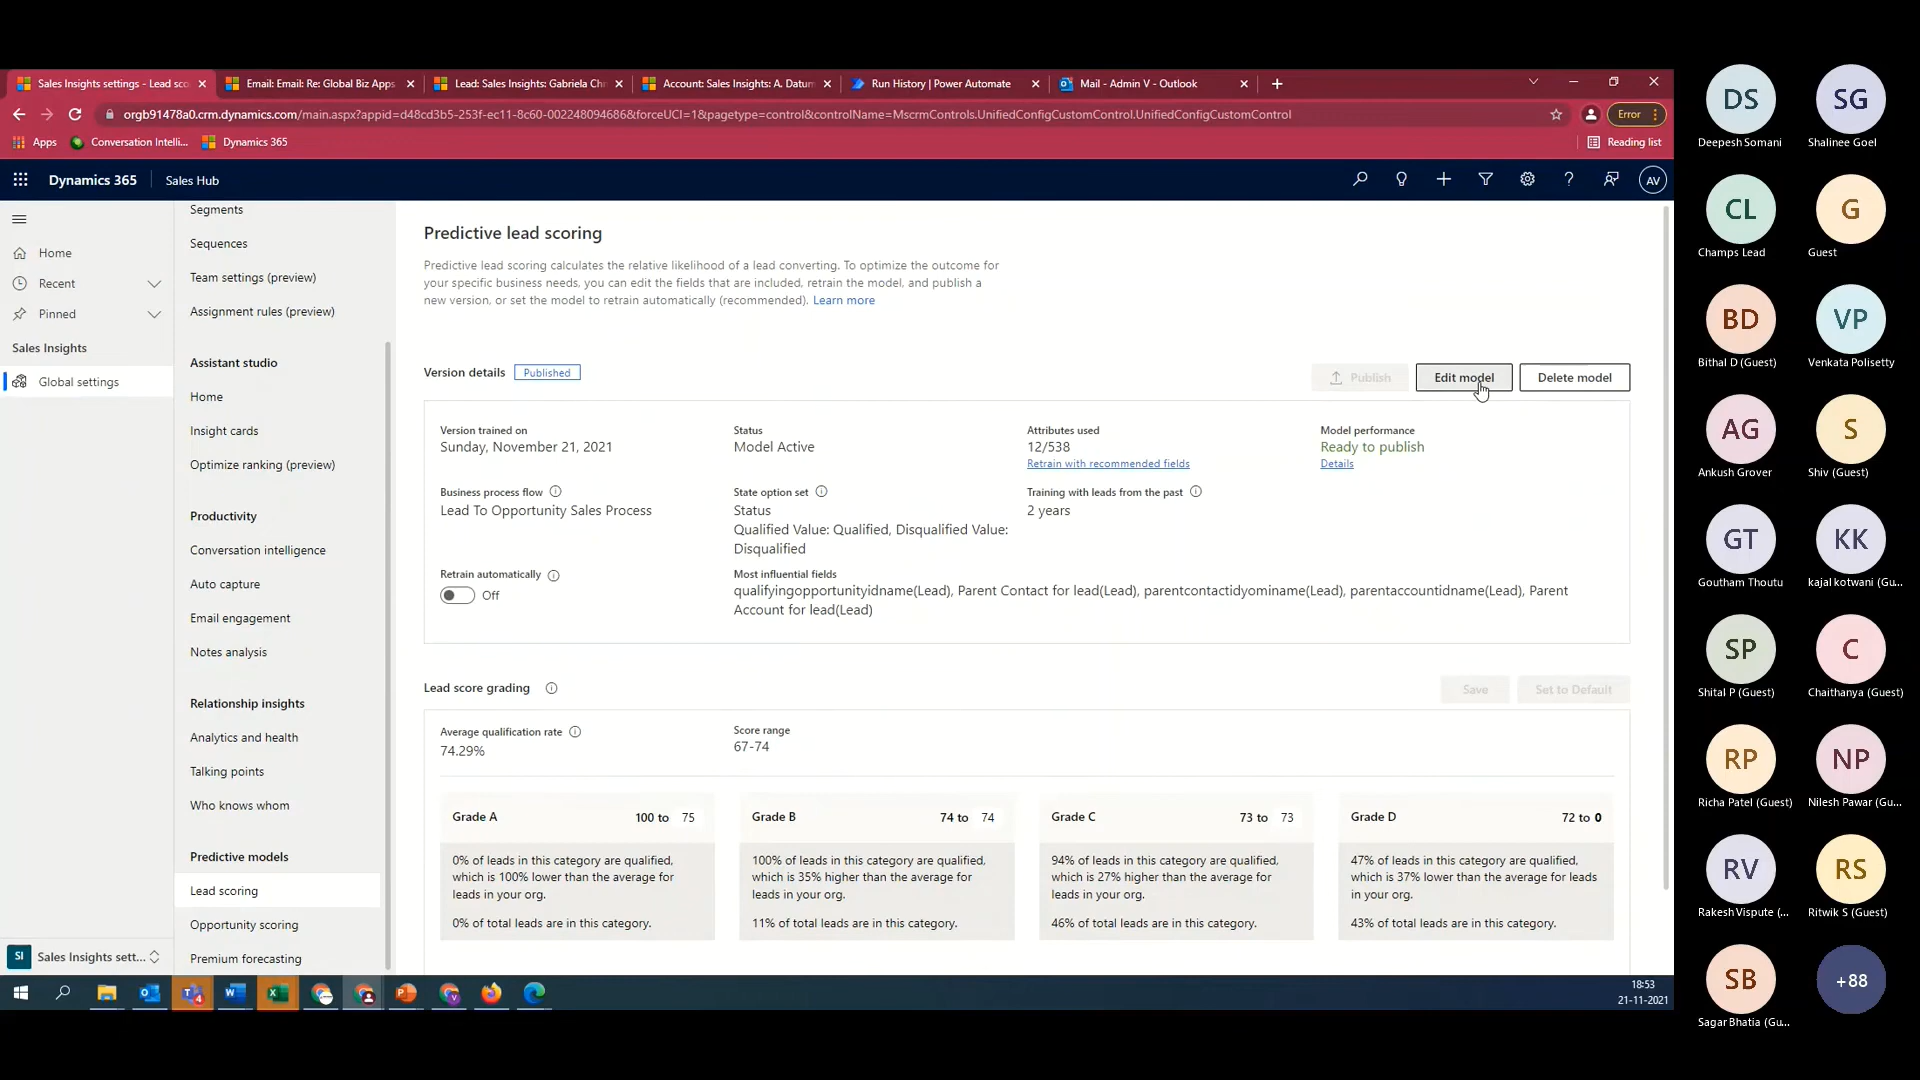 Sales Insights settings - Lead sco
Email: Email: Re: Global Biz Apps
Lead: Sales Insights: Gabriela Chr
Account: Sales Insights: A. Datum
Run History | Power Automate
Mail - Admin V - Outlook
orgb91478a0.crm.dynamics.com/main.aspx?appid=d48cd3b5-253f-ec11-8c60-002248094686&forceUCI=1&pagetype=control&controlName=MscrmControls.UnifiedConfigCustomControl.UnifiedConfigCustomControl
Error
Apps
Conversation Intelli...
Dynamics 365
Reading list
Dynamics 365
Sales Hub
AV
Home
Recent
Pinned
Sales Insights
Global settings
SI
Sales Insights sett...
Segments
Sequences
Team settings (preview)
Assignment rules (preview)
Assistant studio
Home
Insight cards
Optimize ranking (preview)
Productivity
Conversation intelligence
Auto capture
Email engagement
Notes analysis
Relationship insights
Analytics and health
Talking points
Who knows whom
Predictive models
Lead scoring
Opportunity scoring
Premium forecasting
Predictive lead scoring
Predictive lead scoring calculates the relative likelihood of a lead converting. To optimize the outcome for
your specific business needs, you can edit the fields that are included, retrain the model, and publish a
new version, or set the model to retrain automatically (recommended). Learn more
Version details
Published
Publish
Edit model
Delete model
Version trained on
Sunday, November 21, 2021
Status
Model Active
Attributes used
12/538
Retrain with recommended fields
Model performance
Ready to publish
Details
Business process flow
Lead To Opportunity Sales Process
State option set
Status
Qualified Value: Qualified, Disqualified Value:
Disqualified
Training with leads from the past
2 years
Retrain automatically
Off
Most influential fields
qualifyingopportunityidname(Lead), Parent Contact for lead(Lead), parentcontactidyominame(Lead), parentaccountidname(Lead), Parent
Account for lead(Lead)
Lead score grading
Save
Set to Default
Average qualification rate
74.29%
Score range
67-74
Grade A
100 to 75
0% of leads in this category are qualified,
which is 100% lower than the average for
leads in your org.
0% of total leads are in this category.
Grade B
74 to 74
100% of leads in this category are qualified,
which is 35% higher than the average for
leads in your org.
11% of total leads are in this category.
Grade C
73 to 73
94% of leads in this category are qualified,
which is 27% higher than the average for
leads in your org.
46% of total leads are in this category.
Grade D
72 to 0
47% of leads in this category are qualified,
which is 37% lower than the average for leads
in your org.
43% of total leads are in this category.
4
18:53
21-11-2021
DS
Deepesh Somani
SG
Shalinee Goel
CL
Champs Lead
G
Guest
BD
Bithal D (Guest)
VP
Venkata Polisetty
AG
Ankush Grover
S
Shiv (Guest)
GT
Goutham Thoutu
KK
kajal kotwani (Gu...
SP
Shital P (Guest)
C
Chaithanya (Guest)
RP
Richa Patel (Guest)
NP
Nilesh Pawar (Gu...
RV
Rakesh Vispute (...
RS
Ritwik S (Guest)
SB
Sagar Bhatia (Gu...
+88